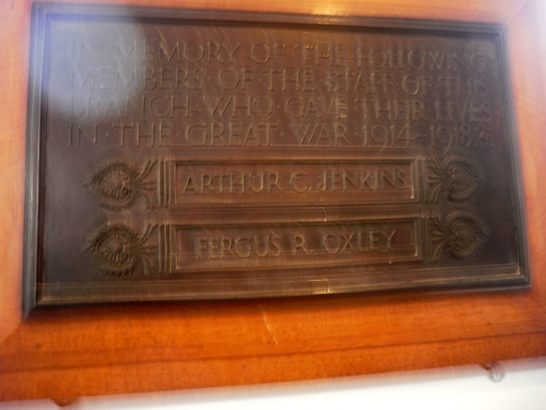 IN·MEMORY·OF·THE·FOLLOWING
MEMBERS·OF·THE·STAFF·OF·THIS
BRANCH·WHO·GAVE·THEIR·LIVES
IN·THE·GREAT·WAR·1914-1918·
ARTHUR C. JENKINS
FERGUS R. OXLEY